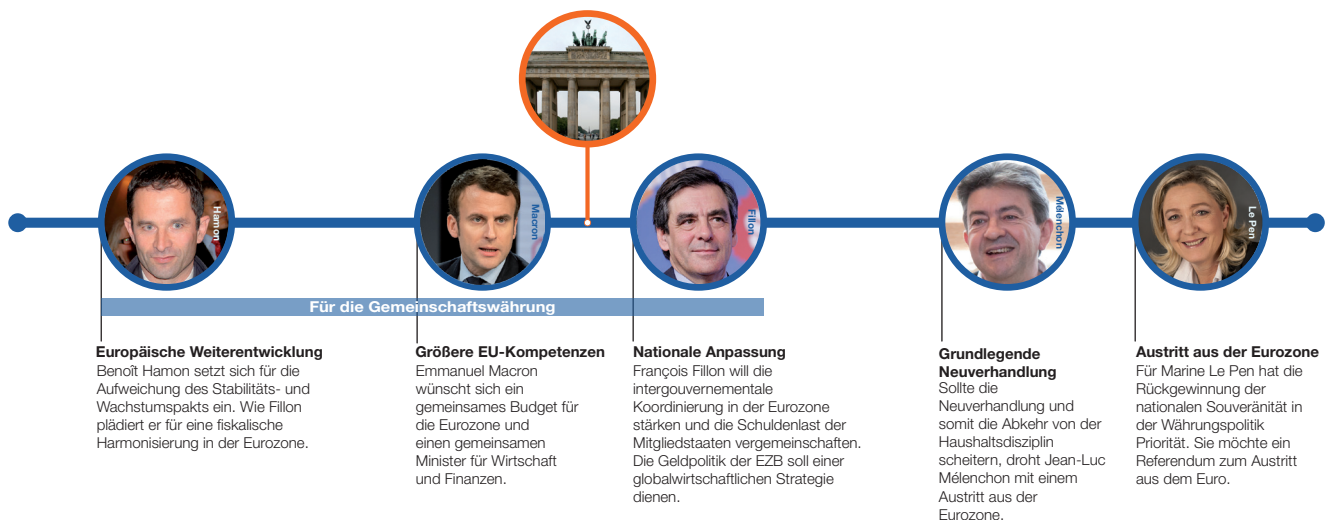 Hamon
Macron
Fillon
Mélenchon
Le Pen
Für die Gemeinschaftswährung
Europäische Weiterentwicklung
Benoît Hamon setzt sich für die
Aufweichung des Stabilitäts- und
Wachstumspakts ein. Wie Fillon
plädiert er für eine fiskalische
Harmonisierung in der Eurozone.
Größere EU-Kompetenzen
Emmanuel Macron
wünscht sich ein
gemeinsames Budget für
die Eurozone und
einen gemeinsamen
Minister für Wirtschaft
und Finanzen.
Nationale Anpassung
François Fillon will die
intergouvernementale
Koordinierung in der Eurozone
stärken und die Schuldenlast der
Mitgliedstaaten vergemeinschaften.
Die Geldpolitik der EZB soll einer
globalwirtschaftlichen Strategie
dienen.
Grundlegende
Neuverhandlung
Sollte die
Neuverhandlung und
somit die Abkehr von der
Haushaltsdisziplin
scheitern, droht Jean-Luc
Mélenchon mit einem
Austritt aus der
Eurozone.
Austritt aus der Eurozone
Für Marine Le Pen hat die
Rückgewinnung der
nationalen Souveränität in
der Währungspolitik
Priorität. Sie möchte ein
Referendum zum Austritt
aus dem Euro.